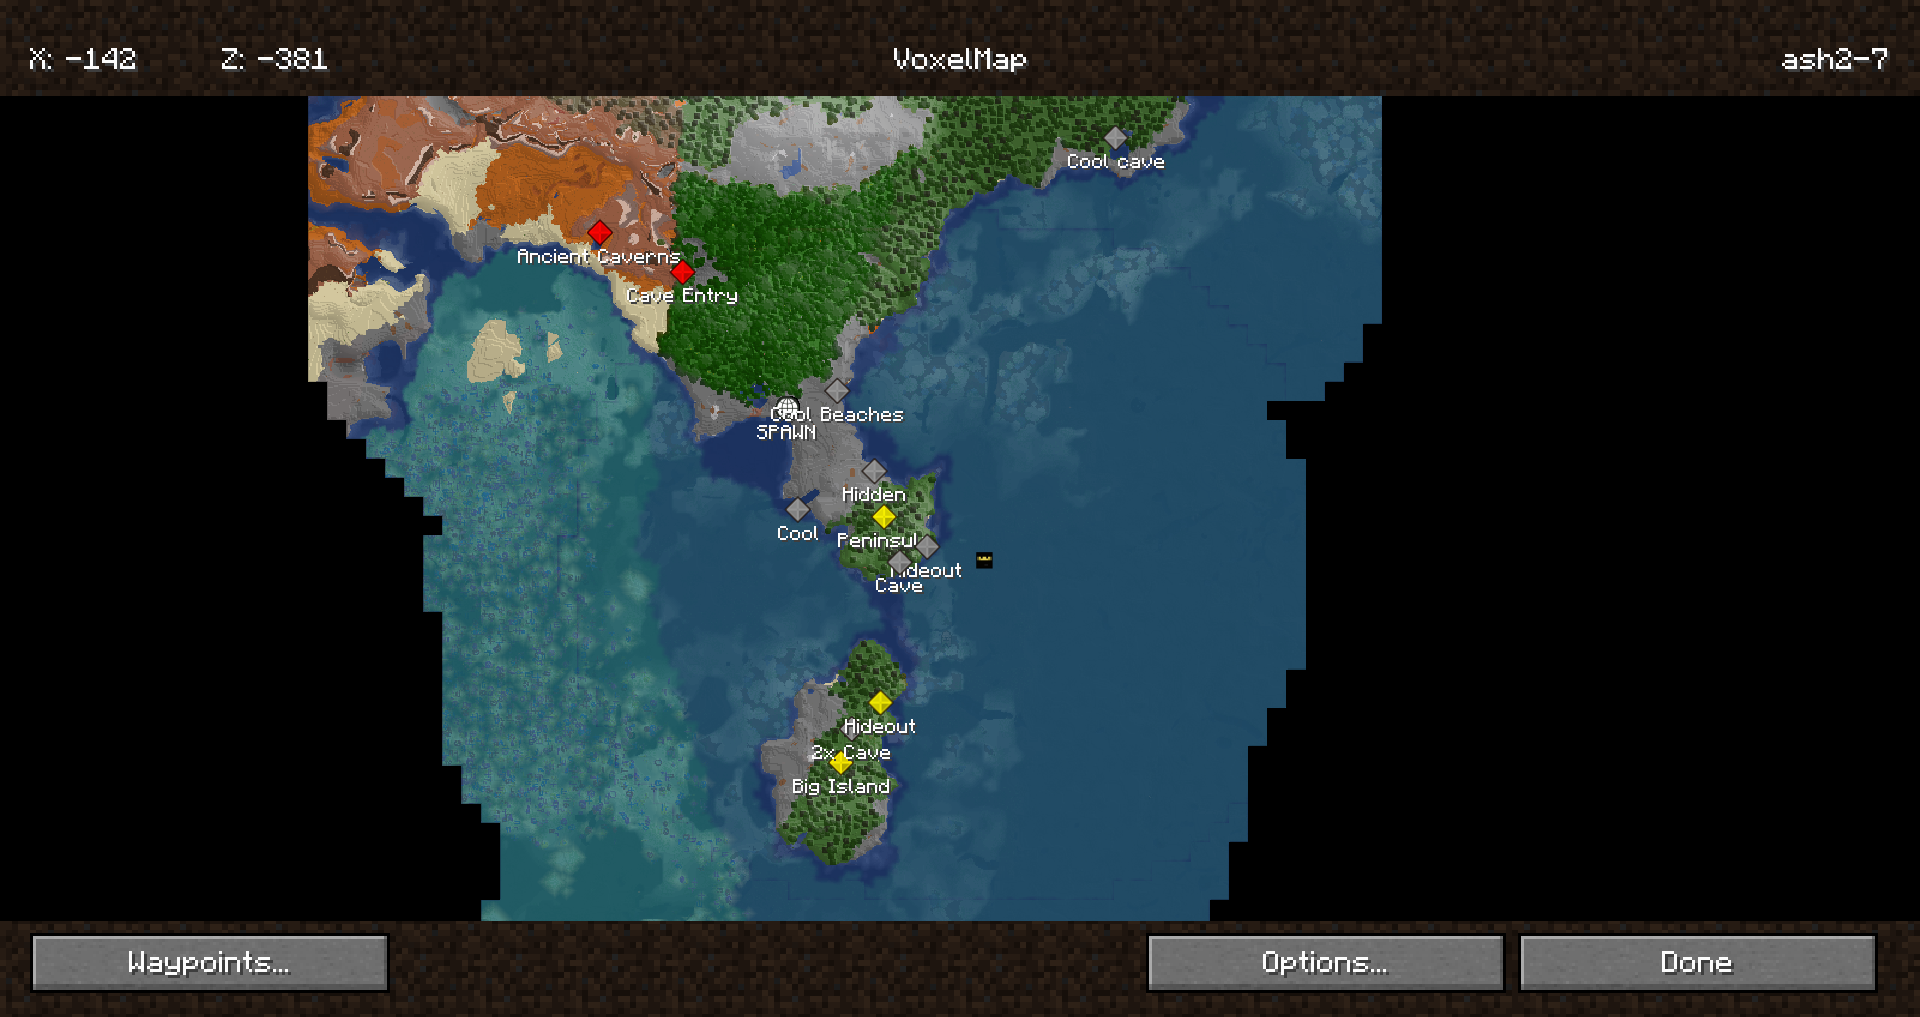 X: -142
Z: -381
VoxelMap
ash2-7
Cool cave
Ancient Caverns
Cave Entry
Cool Beaches
SPAWN
Hidden
Cool
Peninsul
Hideout
Cave
Hideout
2x Cave
Big Island
Waypoints...
Options...
Done